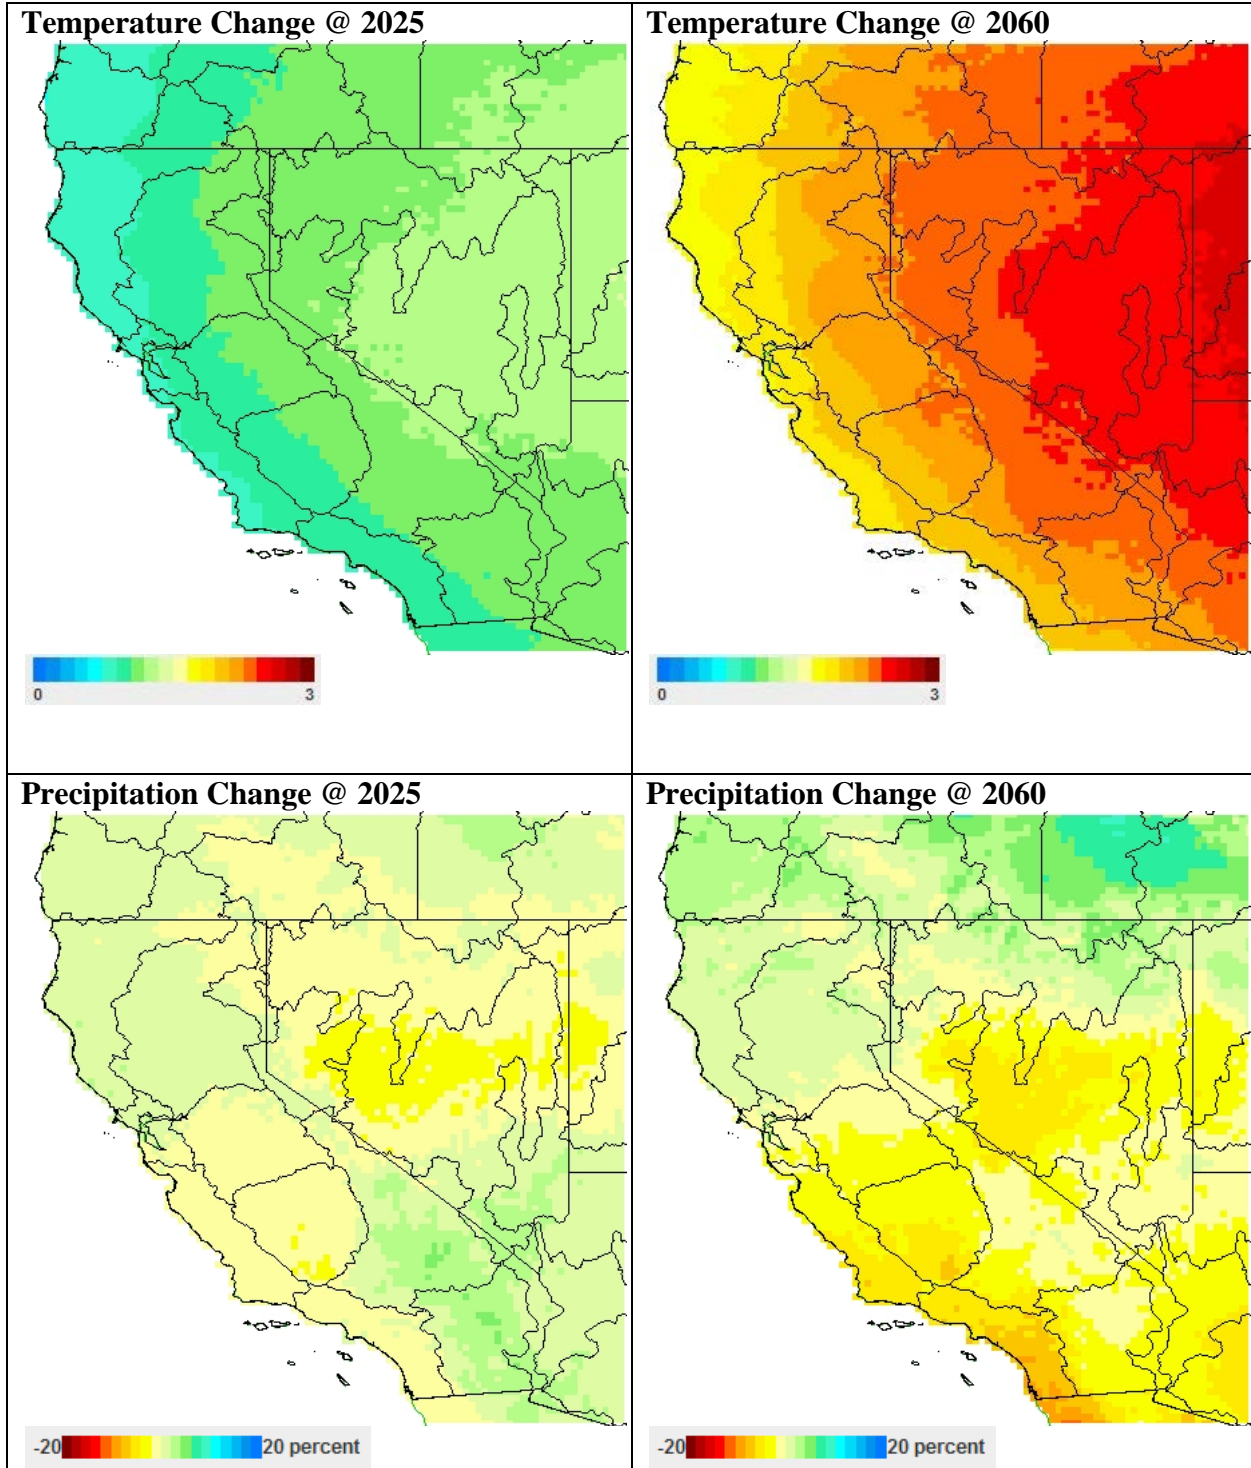 Temperature Change @ 2025
Temperature Change @ 2060
0 3
0 3
Precipitation Change @ 2025
Precipitation Change @ 2060
-20 20 percent
-20 20 percent